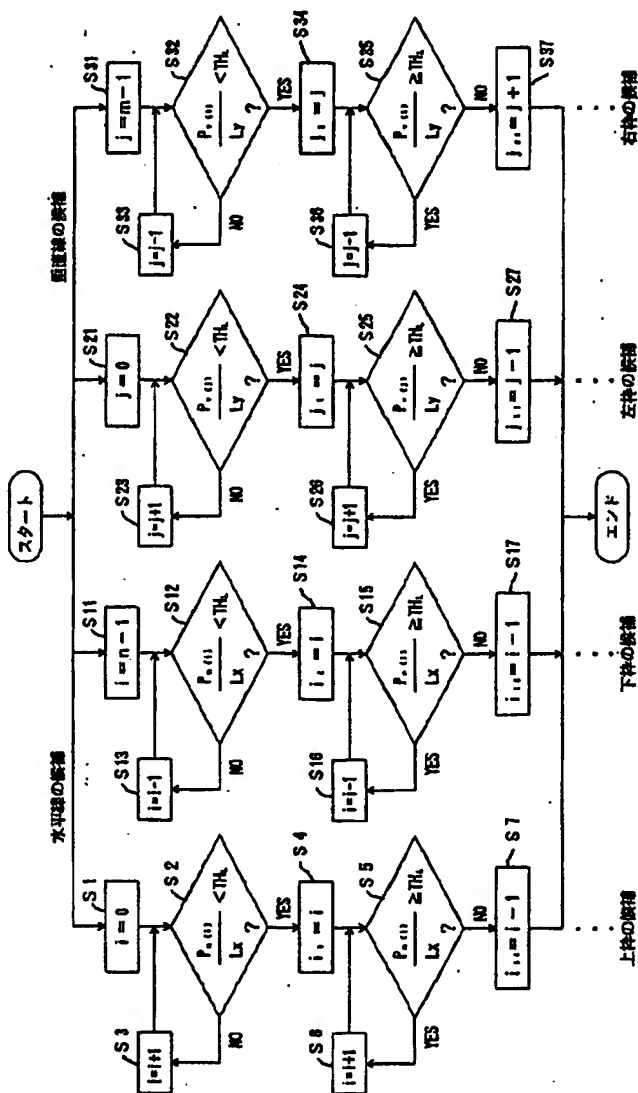 スタート
水平線の候補
垂直線の候補
S1
i = 0
S2
P (i)
Lx
<TH
?
NO
S3
i=i+1
YES
S4
i = i
S5
P (i)
Lx
≥TH
?
YES
S6
i=i+1
NO
S7
i = i − 1
上枠の候補
S11
i = n − 1
S12
P (i)
Lx
<TH
?
NO
S13
i=i-1
YES
S14
i = i
S15
P (i)
Lx
≥TH
?
YES
S16
i=i-1
NO
S17
i = i − 1
下枠の候補
S21
j = 0
S22
P (j)
Ly
<TH
?
NO
S23
j=j+1
YES
S24
j = j
S25
P (j)
Ly
≥TH
?
YES
S26
j=j+1
NO
S27
j = j − 1
左枠の候補
S31
j = m − 1
S32
P (j)
Ly
<TH
?
NO
S33
j=j-1
YES
S34
j = j
S35
P (j)
Ly
≥TH
?
YES
S36
j=j-1
NO
S37
j = j + 1
右枠の候補
エンド